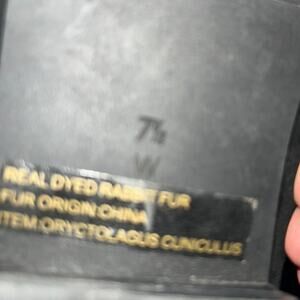 7½
W
REAL DYED RABBIT FUR
FUR ORIGIN CHINA
ITEM: ORYCTOLAGUS CUNICULUS